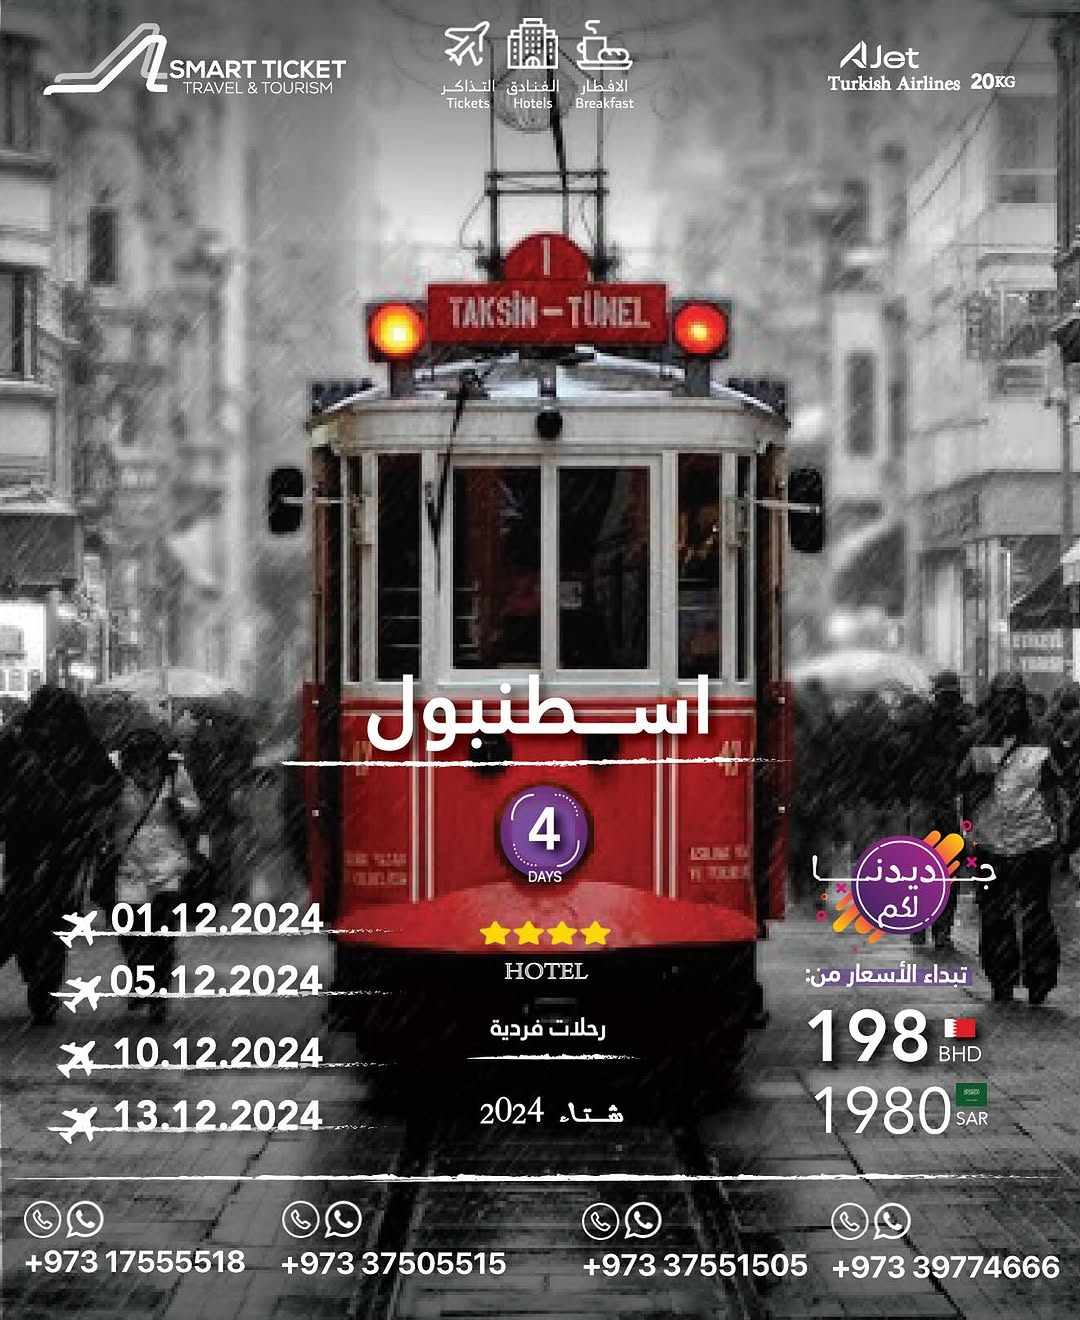 SMART TICKET
TRAVEL & TOURISM
التذاكر
Tickets
الفنادق
Hotels
الافطار
Breakfast
AJet
Turkish Airlines 20KG
1
TAKSİN – TÜNEL
اسطنبول
4
DAYS
HOTEL
رحلات فردية
شتاء 2024
01.12.2024
05.12.2024
10.12.2024
13.12.2024
جديدنا
لكم
تبداء الأسعار من:
198 BHD
1980 SAR
+973 17555518
+973 37505515
+973 37551505
+973 39774666